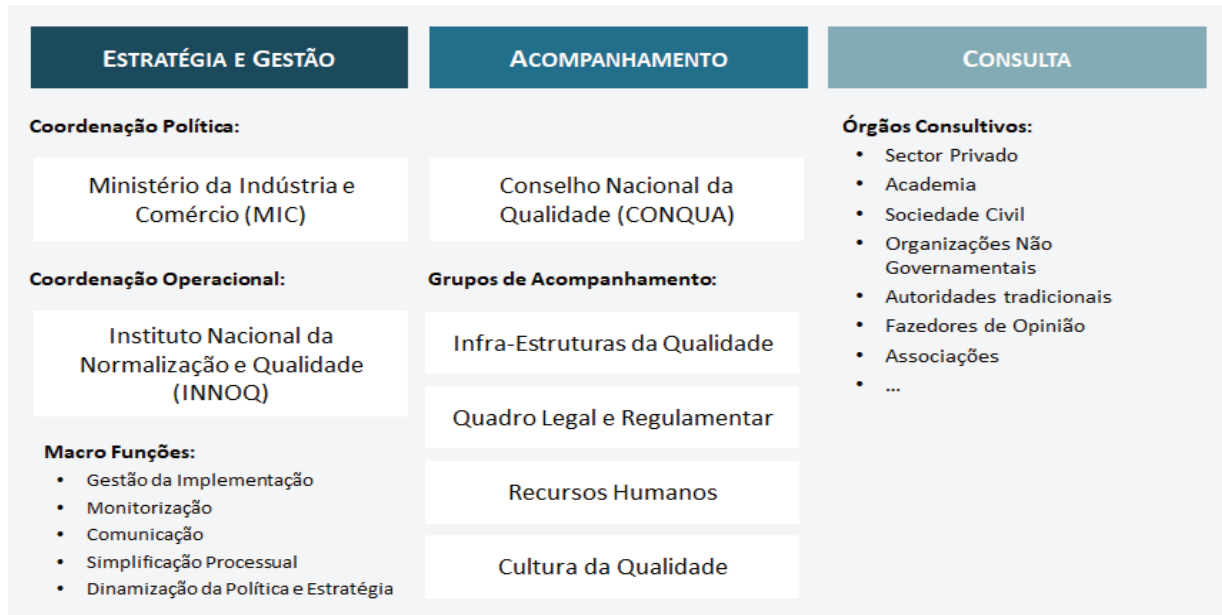 ESTRATÉGIA E GESTÃO
Coordenação Política:
Ministério da Indústria e
Comércio (MIC)
Coordenação Operacional:
Instituto Nacional da
Normalização e Qualidade
(INNOQ)
Macro Funções:
• Gestão da Implementação
• Monitorização
• Comunicação
• Simplificação Processual
• Dinamização da Política e Estratégia
ACOMPANHAMENTO
Conselho Nacional da
Qualidade (CONQUA)
Grupos de Acompanhamento:
Infra-Estruturas da Qualidade
Quadro Legal e Regulamentar
Recursos Humanos
Cultura da Qualidade
CONSULTA
Órgãos Consultivos:
• Sector Privado
• Academia
• Sociedade Civil
• Organizações Não
Governamentais
• Autoridades tradicionais
• Fazedores de Opinião
• Associações
• ...